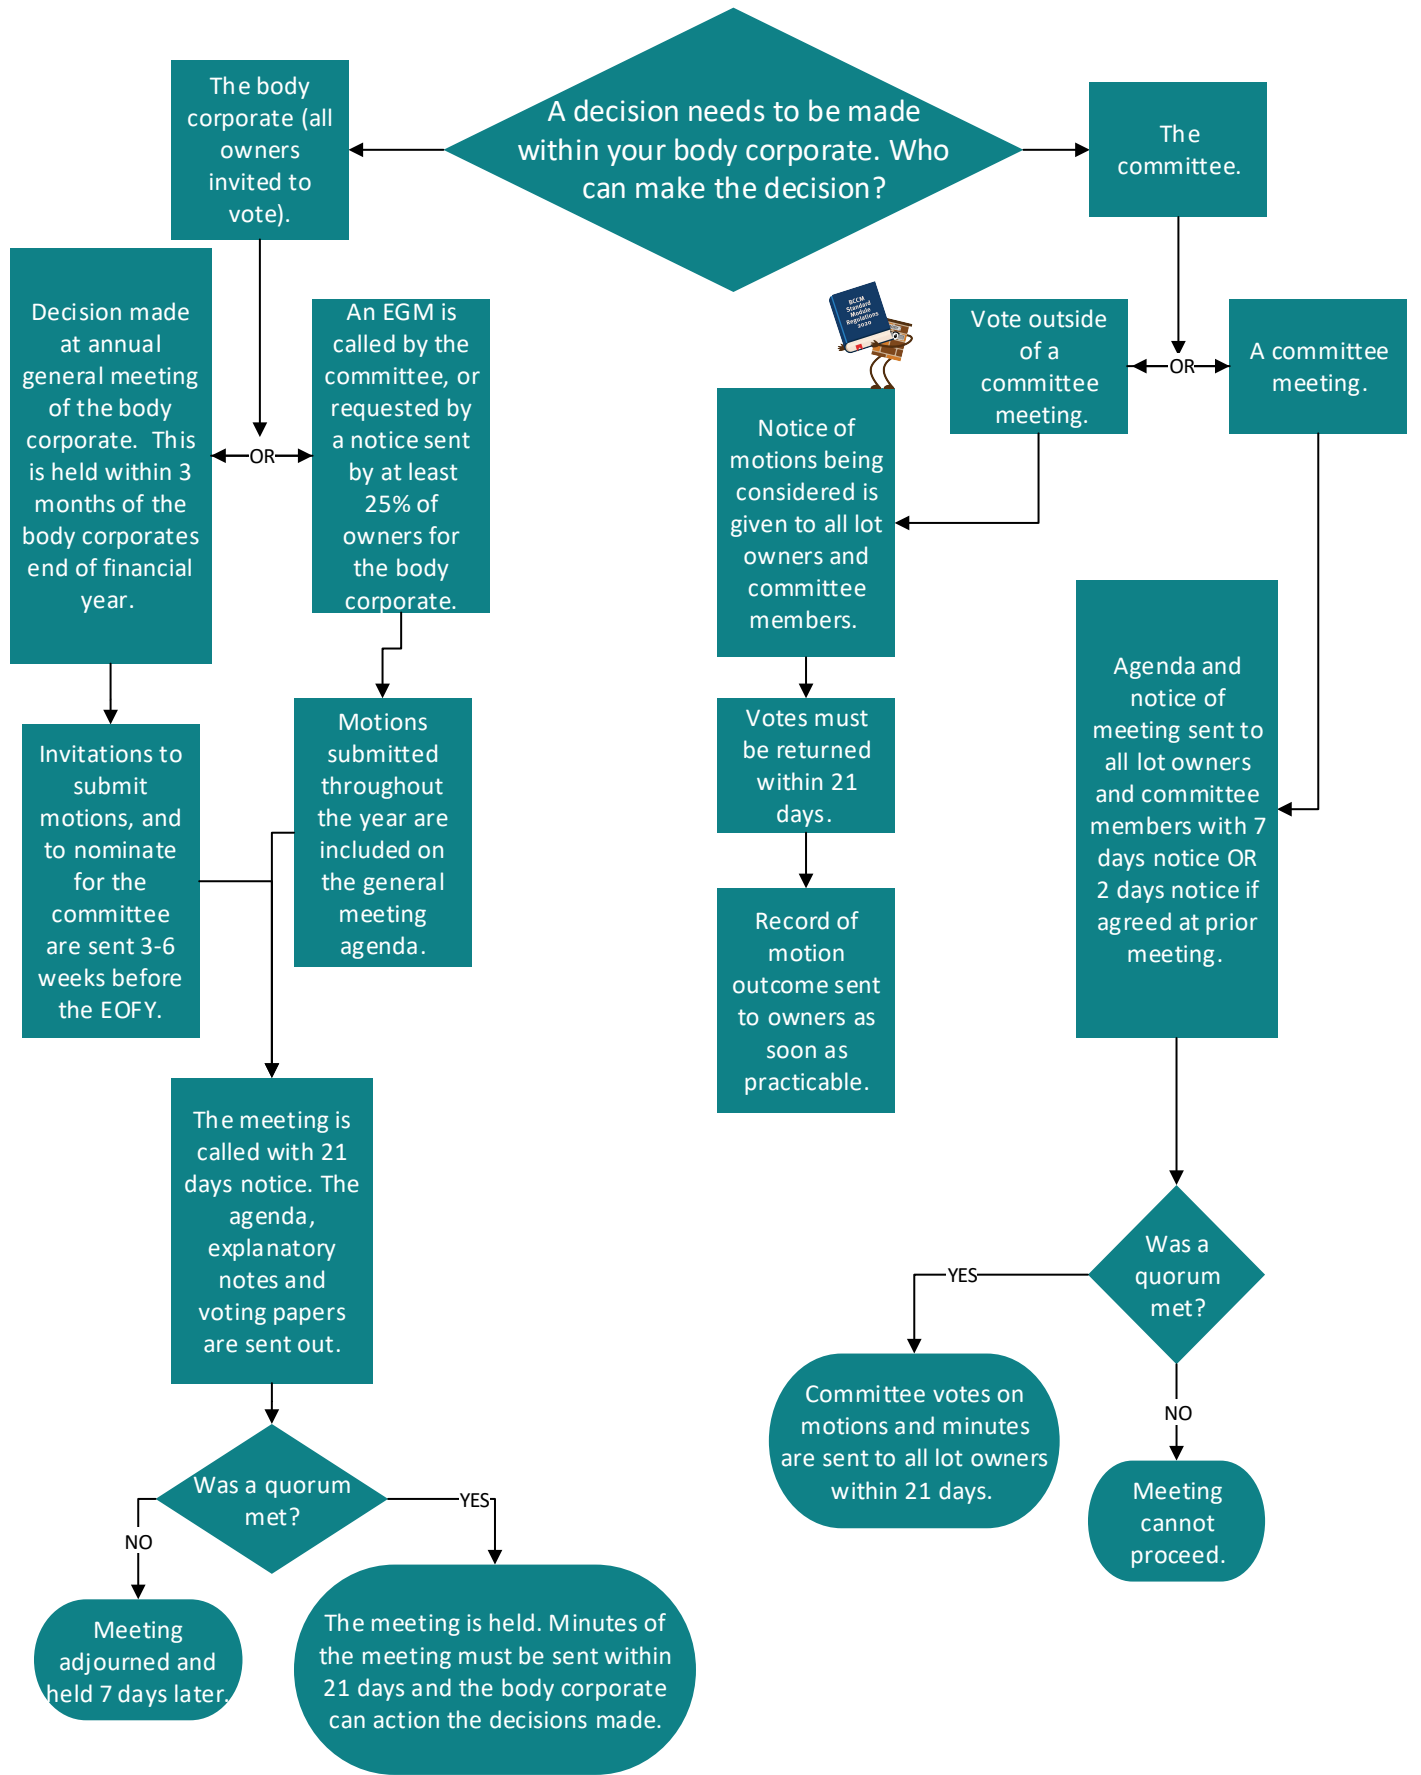 A decision needs to be made
within your body corporate. Who
can make the decision?
The body
corporate (all
owners
invited to
vote).
Decision made
at annual
general meeting
of the body
corporate. This
is held within 3
months of the
body corporates
end of financial
year.
OR
An EGM is
called by the
committee, or
requested by
a notice sent
by at least
25% of
owners for
the body
corporate.
Invitations to
submit
motions, and
to nominate
for the
committee
are sent 3-6
weeks before
the EOFY.
Motions
submitted
throughout
the year are
included on
the general
meeting
agenda.
The meeting is
called with 21
days notice. The
agenda,
explanatory
notes and
voting papers
are sent out.
Was a quorum
met?
NO
YES
Meeting
adjourned and
held 7 days later.
The meeting is held. Minutes of
the meeting must be sent within
21 days and the body corporate
can action the decisions made.
The
committee.
Vote outside
of a
committee
meeting.
OR
A committee
meeting.
BCCM
Standard
Module
Regulations
2020
Notice of
motions being
considered is
given to all lot
owners and
committee
members.
Votes must
be returned
within 21
days.
Record of
motion
outcome sent
to owners as
soon as
practicable.
Agenda and
notice of
meeting sent to
all lot owners
and committee
members with 7
days notice OR
2 days notice if
agreed at prior
meeting.
Was a
quorum
met?
YES
NO
Committee votes on
motions and minutes
are sent to all lot owners
within 21 days.
Meeting
cannot
proceed.